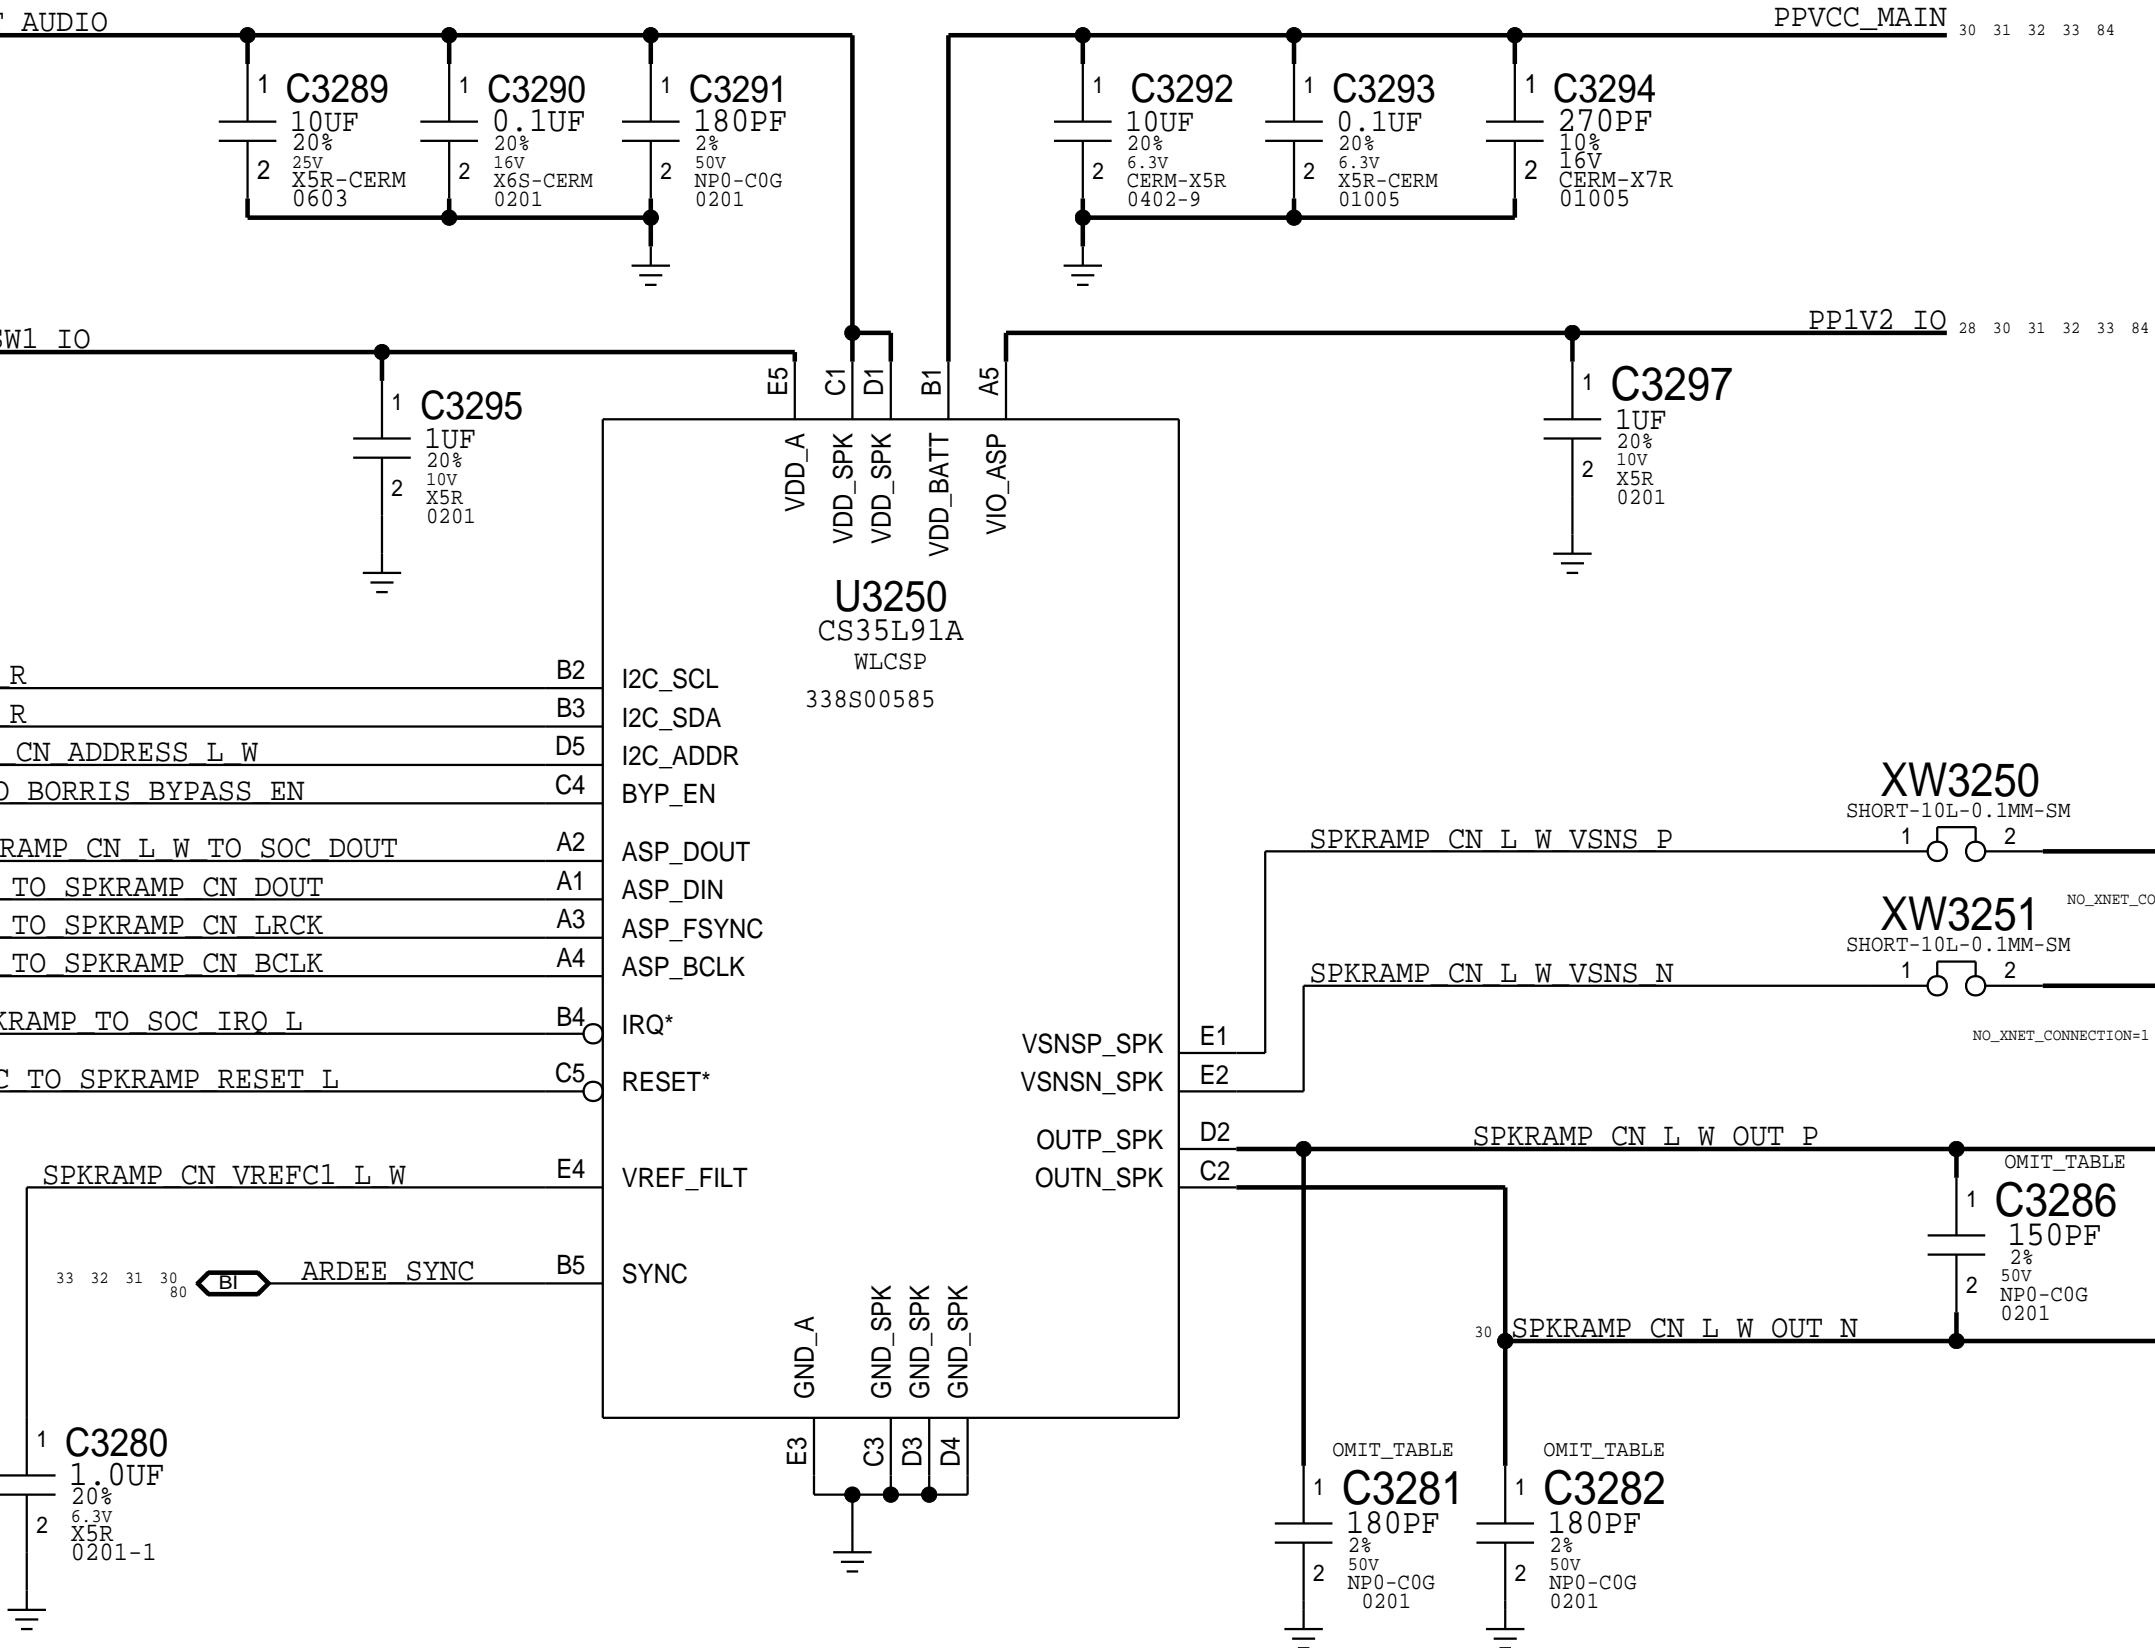 AUDIO
PPVCC_MAIN 30 31 32 33 84
1 C3289
10UF
20%
25V
2 X5R-CERM
0603
1 C3290
0.1UF
20%
16V
2 X6S-CERM
0201
1 C3291
180PF
2%
50V
2 NP0-C0G
0201
1 C3292
10UF
20%
6.3V
2 CERM-X5R
0402-9
1 C3293
0.1UF
20%
6.3V
2 X5R-CERM
01005
1 C3294
270PF
10%
16V
2 CERM-X7R
01005
SW1_IO
PP1V2_IO 28 30 31 32 33 84
1 C3295
1UF
20%
10V
2 X5R
0201
1 C3297
1UF
20%
10V
2 X5R
0201
E5 C1 D1 B1 A5
VDD_A VDD_SPK VDD_SPK VDD_BATT VIO_ASP
U3250
CS35L91A
WLCSP
338S00585
_R B2 I2C_SCL
_R B3 I2C_SDA
_CN_ADDRESS_L_W D5 I2C_ADDR
O_BORRIS_BYPASS_EN C4 BYP_EN
RAMP_CN_L_W_TO_SOC_DOUT A2 ASP_DOUT
_TO_SPKRAMP_CN_DOUT A1 ASP_DIN
_TO_SPKRAMP_CN_LRCK A3 ASP_FSYNC
_TO_SPKRAMP_CN_BCLK A4 ASP_BCLK
KRAMP_TO_SOC_IRQ_L B4 IRQ*
C_TO_SPKRAMP_RESET_L C5 RESET*
SPKRAMP_CN_VREFC1_L_W E4 VREF_FILT
33 32 31 30 80 BI ARDEE_SYNC B5 SYNC
XW3250
SHORT-10L-0.1MM-SM
SPKRAMP_CN_L_W_VSNS_P 1 2
NO_XNET_CO
XW3251
SHORT-10L-0.1MM-SM
SPKRAMP_CN_L_W_VSNS_N 1 2
NO_XNET_CONNECTION=1
VSNSP_SPK E1
VSNSN_SPK E2
OUTP_SPK D2 SPKRAMP_CN_L_W_OUT_P
OUTN_SPK C2
OMIT_TABLE
1 C3286
150PF
2%
50V
2 NP0-C0G
0201
30 SPKRAMP_CN_L_W_OUT_N
GND_A GND_SPK GND_SPK GND_SPK
E3 C3 D3 D4
1 C3280
1.0UF
20%
6.3V
2 X5R
0201-1
OMIT_TABLE
1 C3281
180PF
2%
50V
2 NP0-C0G
0201
OMIT_TABLE
1 C3282
180PF
2%
50V
2 NP0-C0G
0201